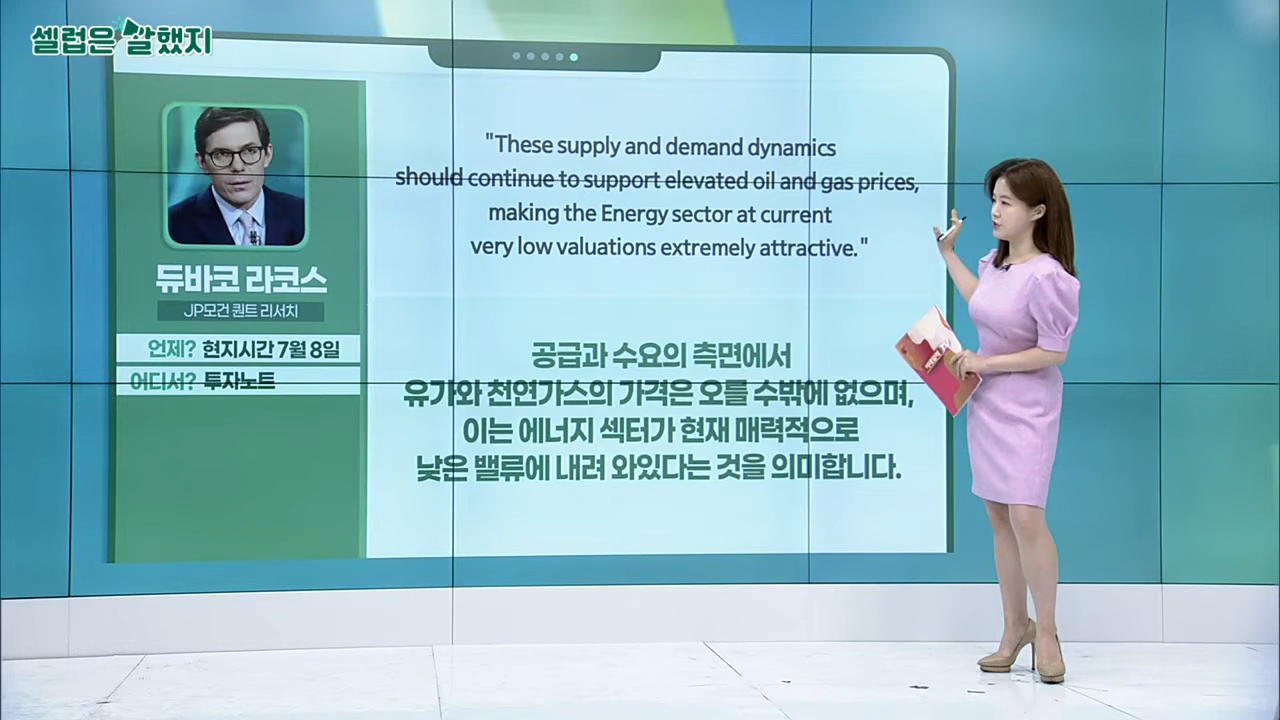 셀럽은 말했지
"These supply and demand dynamics
should continue to support elevated oil and gas prices,
making the Energy sector at current
very low valuations extremely attractive."
공급과 수요의 측면에서
유가와 천연가스의 가격은 오를 수밖에 없으며,
이는 에너지 섹터가 현재 매력적으로
낮은 밸류에 내려 와있다는 것을 의미합니다.
듀바코 라코스
JP모건 퀀트 리서치
언제? 현지시간 7월 8일
어디서? 투자노트